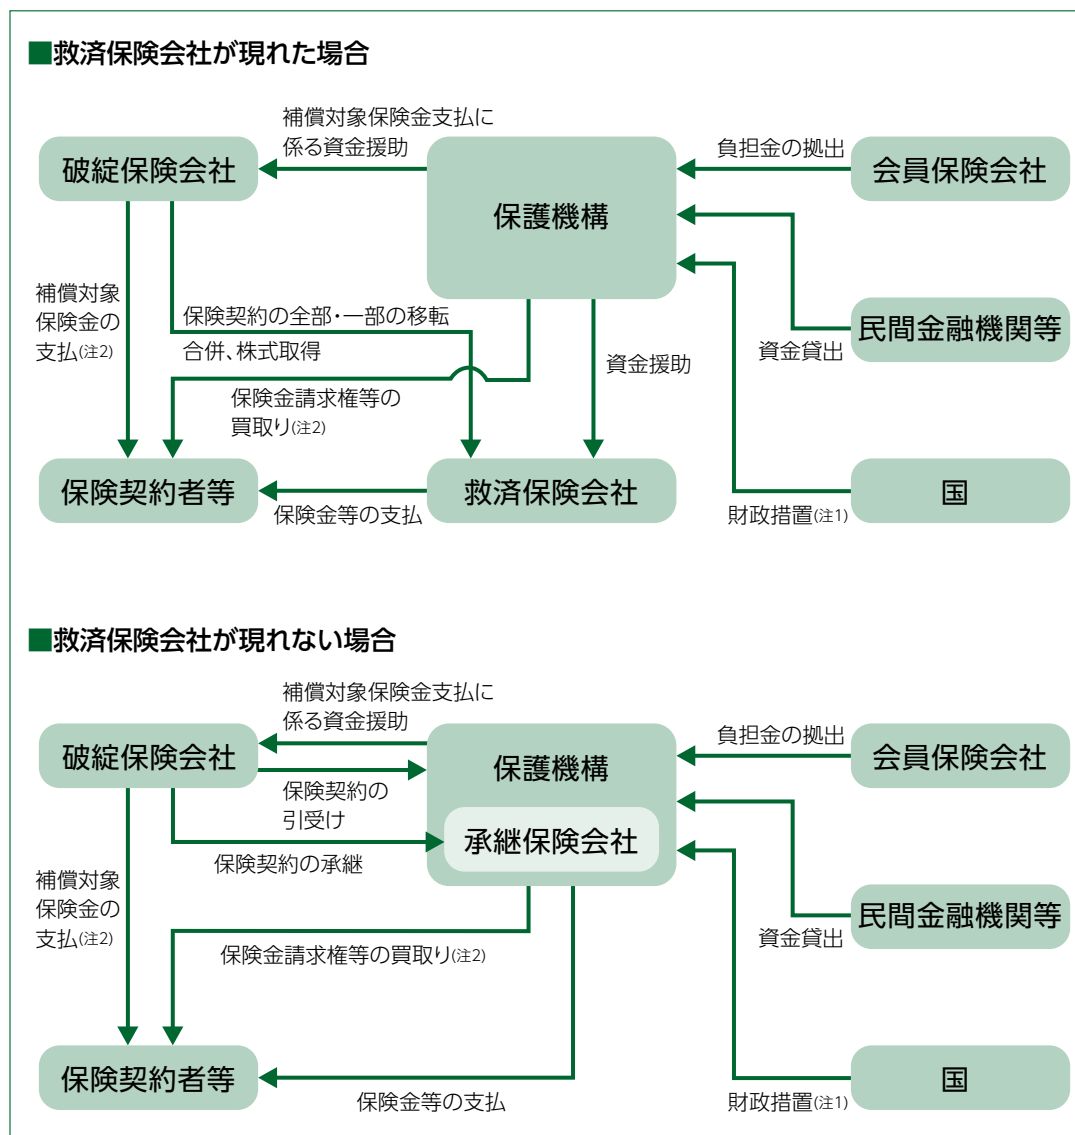 ■救済保険会社が現れた場合
補償対象保険金支払に
係る資金援助
負担金の拠出
破綻保険会社
保護機構
会員保険会社
補償対象
保険金の
支払(注2)
保険契約の全部・一部の移転
合併、株式取得
資金援助
民間金融機関等
資金貸出
保険金請求権等の
買取り(注2)
保険契約者等
保険金等の支払
救済保険会社
財政措置(注1)
国
■救済保険会社が現れない場合
補償対象保険金支払に
係る資金援助
負担金の拠出
破綻保険会社
保護機構
会員保険会社
保険契約の
引受け
承継保険会社
保険契約の承継
補償対象
保険金の
支払(注2)
民間金融機関等
資金貸出
保険金請求権等の買取り(注2)
保険契約者等
保険金等の支払
財政措置(注1)
国